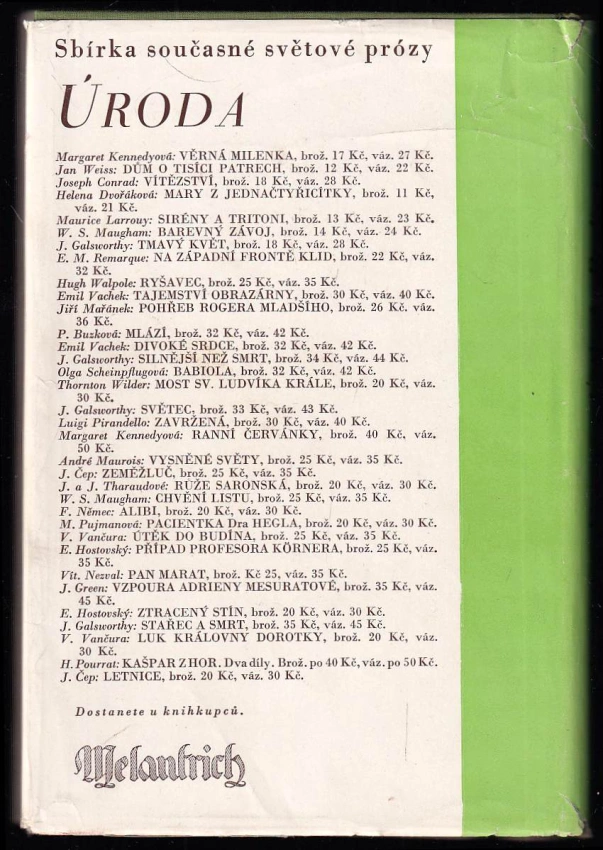 Sbírka současné světové prózy
ÚRODA
Margaret Kennedyová: VĚRNÁ MILENKA, brož. 17 Kč, váz. 27 Kč.
Jan Weiss: DŮM O TISÍCI PATRECH, brož. 12 Kč, váz. 22 Kč.
Joseph Conrad: VÍTĚZSTVÍ, brož. 18 Kč, váz. 28 Kč.
Helena Dvořáková: MARY Z JEDNAČTYŘICÍTKY, brož. 11 Kč,
váz. 21 Kč.
Maurice Larrouy: SIRÉNY A TRITONI, brož. 13 Kč, váz. 23 Kč.
W. S. Maugham: BAREVNÝ ZÁVOJ, brož. 14 Kč, váz. 24 Kč.
J. Galsworthy: TMAVÝ KVĚT, brož. 18 Kč, váz. 28 Kč.
E. M. Remarque: NA ZÁPADNÍ FRONTĚ KLID, brož. 22 Kč, váz.
32 Kč.
Hugh Walpole: RYŠAVEC, brož. 25 Kč, váz. 35 Kč.
Emil Vachek: TAJEMSTVÍ OBRAZÁRNY, brož. 30 Kč, váz. 40 Kč.
Jiří Mařánek: POHŘEB ROGERA MLADŠÍHO, brož. 26 Kč. váz.
36 Kč.
P. Buzková: MLÁZÍ, brož. 32 Kč, váz. 42 Kč.
Emil Vachek: DIVOKÉ SRDCE, brož. 32 Kč, váz. 42 Kč.
J. Galsworthy: SILNĚJŠÍ NEŽ SMRT, brož. 34 Kč, váz. 44 Kč.
Olga Scheinpflugová: BABIOLA, brož. 32 Kč, váz. 42 Kč.
Thornton Wilder: MOST SV. LUDVÍKA KRÁLE, brož. 20 Kč, váz.
30 Kč.
J. Galsworthy: SVĚTEC, brož. 33 Kč, váz. 43 Kč.
Luigi Pirandello: ZAVRŽENÁ, brož. 30 Kč, váz. 40 Kč.
Margaret Kennedyová: RANNÍ ČERVÁNKY, brož. 40 Kč, váz.
50 Kč.
André Maurois: VYSNĚNÉ SVĚTY, brož. 25 Kč, váz. 35 Kč.
J. Čep: ZEMĚŽLUČ, brož. 25 Kč, váz. 35 Kč.
J. a J. Tharaudové: RŮŽE SARONSKÁ, brož. 20 Kč, váz. 30 Kč.
W. S. Maugham: CHVĚNÍ LISTU, brož. 25 Kč, váz. 35 Kč.
F. Němec: ALIBI, brož. 20 Kč, váz. 30 Kč.
M. Pujmanová: PACIENTKA Dra HEGLA, brož. 20 Kč, váz. 30 Kč.
V. Vančura: ÚTĚK DO BUDÍNA, brož. 25 Kč, váz. 35 Kč.
E. Hostovský: PŘÍPAD PROFESORA KÖRNERA, brož. 25 Kč, váz.
35 Kč.
Vít. Nezval: PAN MARAT, brož. Kč 25, váz. 35 Kč.
J. Green: VZPOURA ADRIENY MESURATOVÉ, brož. 35 Kč, váz.
45 Kč.
E. Hostovský: ZTRACENÝ STÍN, brož. 20 Kč, váz. 30 Kč.
J. Galsworthy: STAŘEC A SMRT, brož. 35 Kč, váz. 45 Kč.
V. Vančura: LUK KRÁLOVNY DOROTKY, brož. 20 Kč, váz.
30 Kč.
H. Pourrat: KAŠPAR Z HOR. Dva díly. Brož. po 40 Kč, váz. po 50 Kč.
J. Čep: LETNICE, brož. 20 Kč, váz. 30 Kč.
Dostanete u knihkupců.
Melantrich